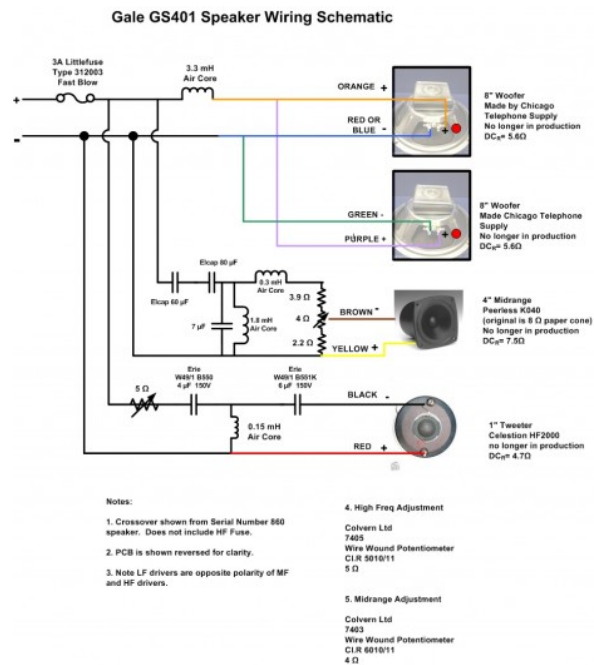 Gale GS401 Speaker Wiring Schematic
3A Littlefuse
Type 312003
Fast Blow
3.3 mH
Air Core
ORANGE +
RED OR
BLUE -
+
-
+
8" Woofer
Made by Chicago
Telephone Supply
No longer in production
DCR= 5.6Ω
GREEN -
PURPLE +
+
8" Woofer
Made Chicago Telephone
Supply
No longer in production
DCR= 5.6Ω
Elcap 80 µF
Elcap 60 µF
0.3 mH
Air Core
7 µF
1.8 mH
Air Core
3.9 Ω
4 Ω
2.2 Ω
BROWN -
YELLOW +
4" Midrange
Peerless K040
(original is 8 Ω paper cone)
No longer in production
DCR= 7.5Ω
5 Ω
Erie
W49/1 B550
4 µF 150V
Erie
W49/1 B551K
6 µF 150V
0.15 mH
Air Core
BLACK -
RED +
1" Tweeter
Celestion HF2000
no longer in production
DCR= 4.7Ω
Notes:
1. Crossover shown from Serial Number 860
speaker. Does not include HF Fuse.
2. PCB is shown reversed for clarity.
3. Note LF drivers are opposite polarity of MF
and HF drivers.
4. High Freq Adjustment
Colvern Ltd
7405
Wire Wound Potentiometer
CLR 5010/11
5 Ω
5. Midrange Adjustment
Colvern Ltd
7403
Wire Wound Potentiometer
CLR 6010/11
4 Ω